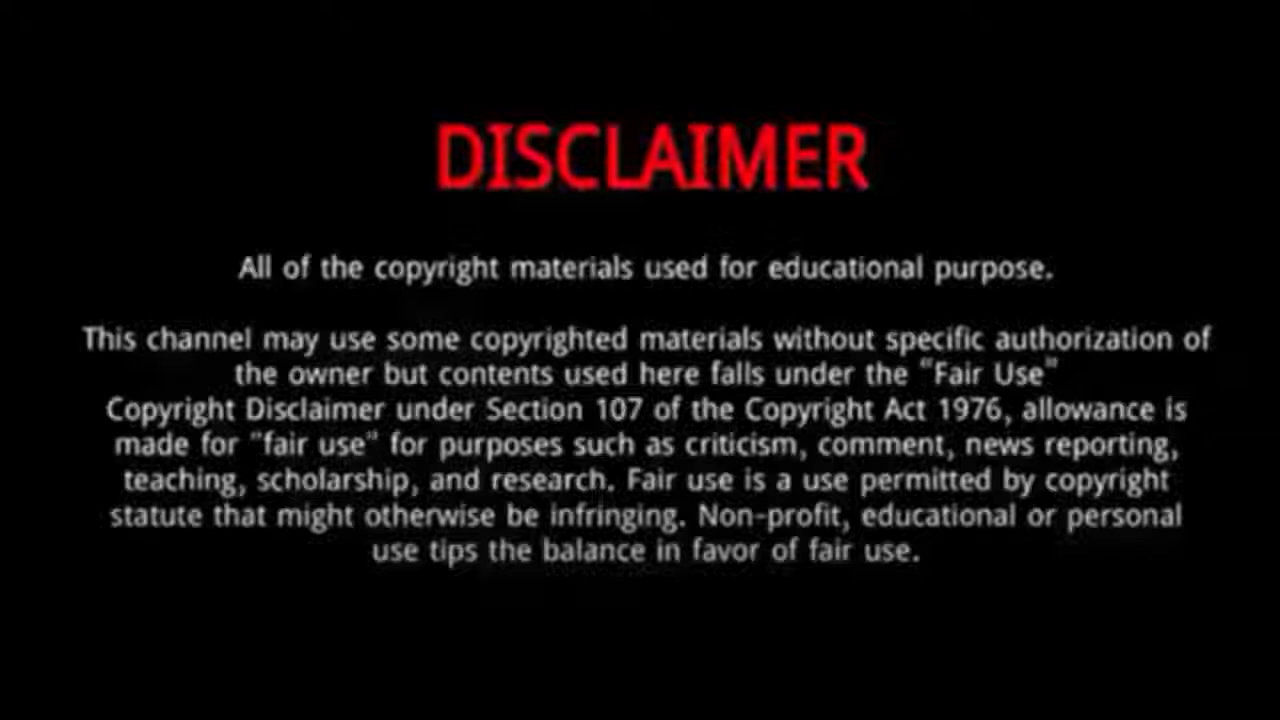 DISCLAIMER
All of the copyright materials used for educational purpose.
This channel may use some copyrighted materials without specific authorization of
the owner but contents used here falls under the “Fair Use”
Copyright Disclaimer under Section 107 of the Copyright Act 1976, allowance is
made for "fair use" for purposes such as criticism, comment, news reporting,
teaching, scholarship, and research. Fair use is a use permitted by copyright
statute that might otherwise be infringing. Non-profit, educational or personal
use tips the balance in favor of fair use.